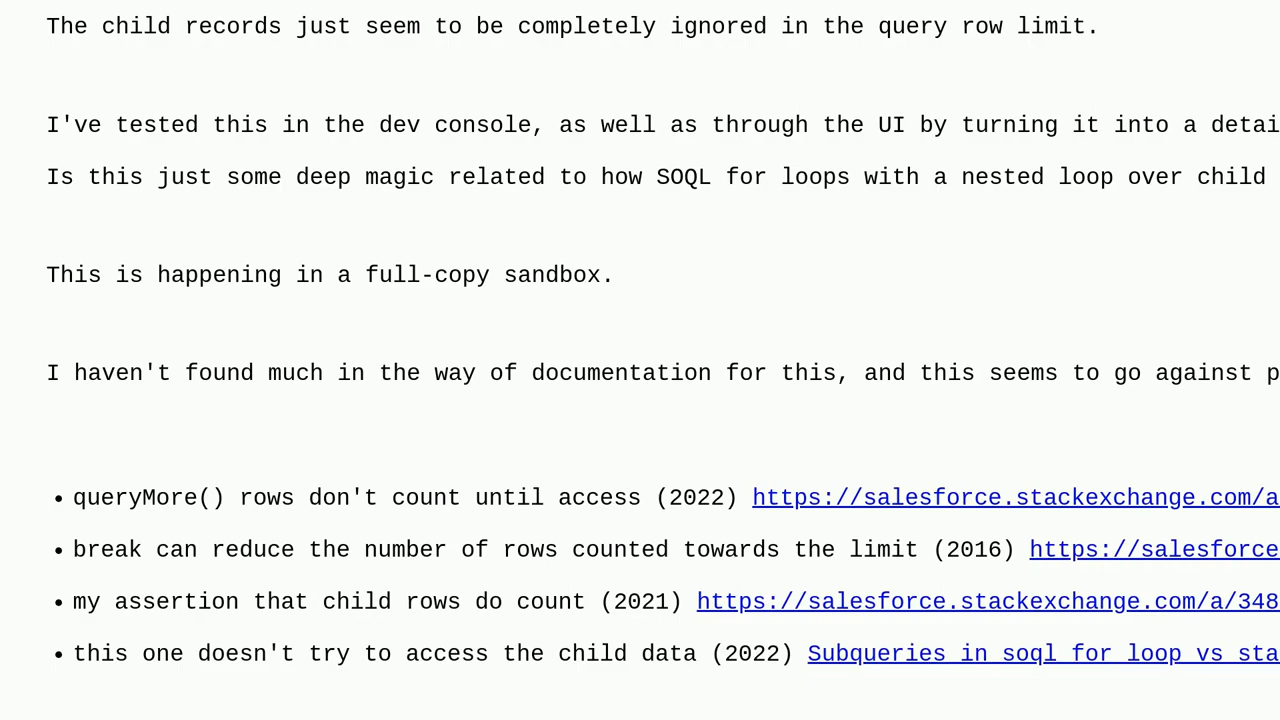 The child records just seem to be completely ignored in the query row limit.
I've tested this in the dev console, as well as through the UI by turning it into a detai
Is this just some deep magic related to how SOQL for loops with a nested loop over child
This is happening in a full-copy sandbox.
I haven't found much in the way of documentation for this, and this seems to go against p
• queryMore() rows don't count until access (2022) https://salesforce.stackexchange.com/a
• break can reduce the number of rows counted towards the limit (2016) https://salesforce
• my assertion that child rows do count (2021) https://salesforce.stackexchange.com/a/348
• this one doesn't try to access the child data (2022) Subqueries in soql for loop vs sta